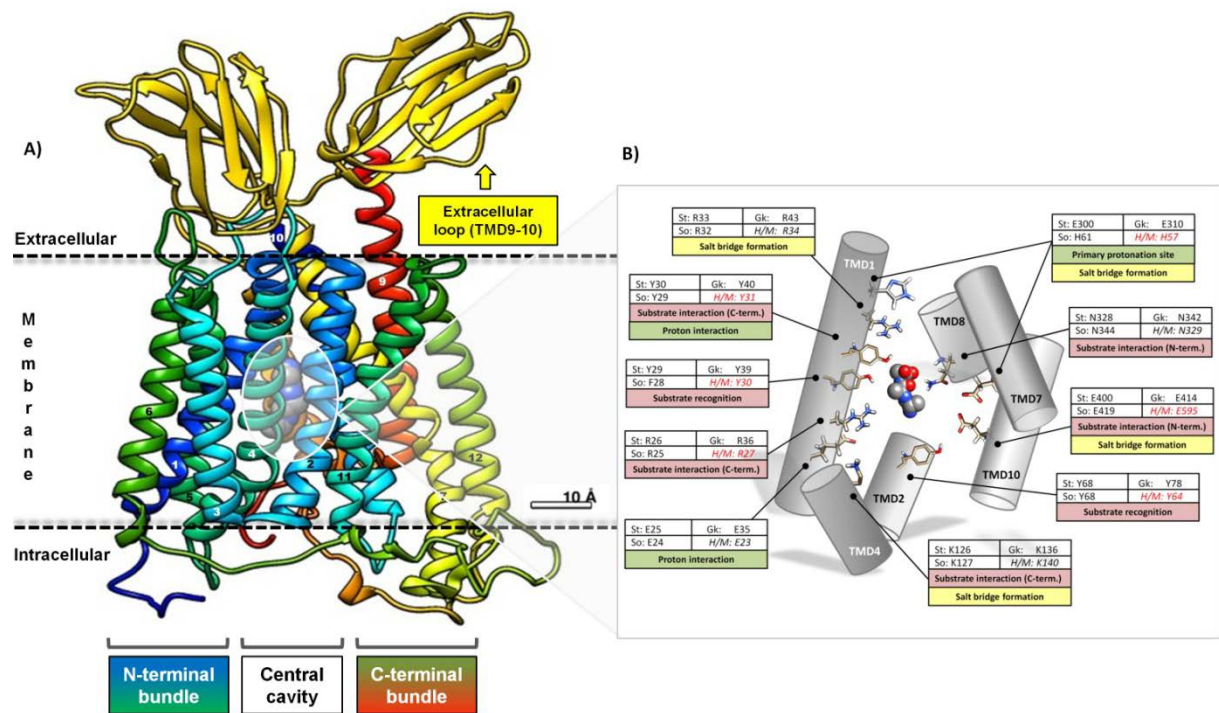 A)
Extracellular
Membrane
Intracellular
10
9
6
1
4
2
5
3
11
12
Extracellular
loop (TMD9-10)
10 Å
N-terminal
bundle
Central
cavity
C-terminal
bundle
B)
St: R33 Gk: R43
So: R32 H/M: R34
Salt bridge formation
St: E300 Gk: E310
So: H61 H/M: H57
Primary protonation site
Salt bridge formation
St: Y30 Gk: Y40
So: Y29 H/M: Y31
Substrate interaction (C-term.)
Proton interaction
St: N328 Gk: N342
So: N344 H/M: N329
Substrate interaction (N-term.)
St: Y29 Gk: Y39
So: F28 H/M: Y30
Substrate recognition
St: E400 Gk: E414
So: E419 H/M: E595
Substrate interaction (N-term.)
Salt bridge formation
St: R26 Gk: R36
So: R25 H/M: R27
Substrate interaction (C-term.)
St: Y68 Gk: Y78
So: Y68 H/M: Y64
Substrate recognition
St: E25 Gk: E35
So: E24 H/M: E23
Proton interaction
St: K126 Gk: K136
So: K127 H/M: K140
Substrate interaction (C-term.)
Salt bridge formation
TMD1
TMD8
TMD7
TMD10
TMD2
TMD4